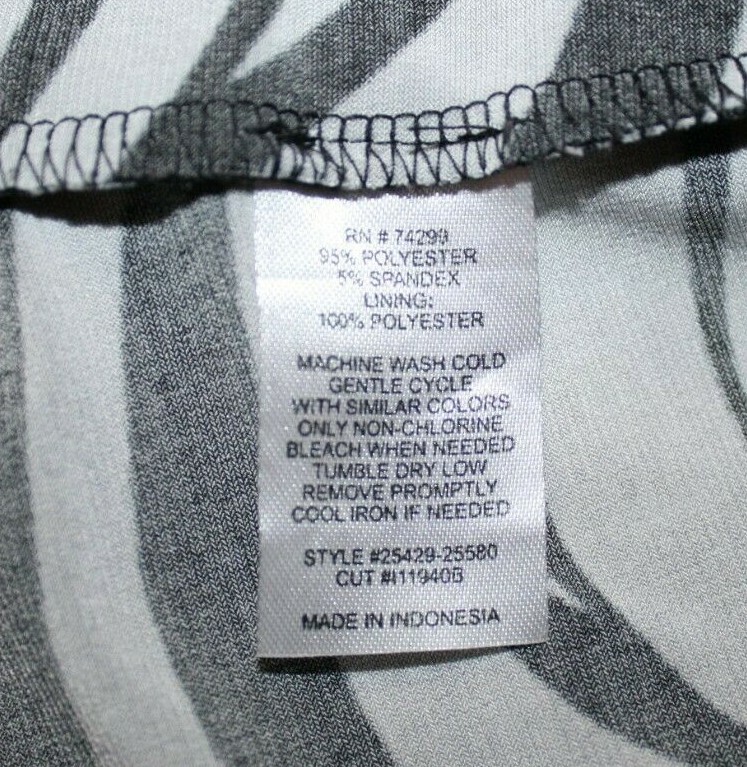 RN # 74299
95% POLYESTER
5% SPANDEX
LINING:
100% POLYESTER
MACHINE WASH COLD
GENTLE CYCLE
WITH SIMILAR COLORS
ONLY NON-CHLORINE
BLEACH WHEN NEEDED
TUMBLE DRY LOW
REMOVE PROMPTLY
COOL IRON IF NEEDED
STYLE #25429-25580
CUT #I11940B
MADE IN INDONESIA